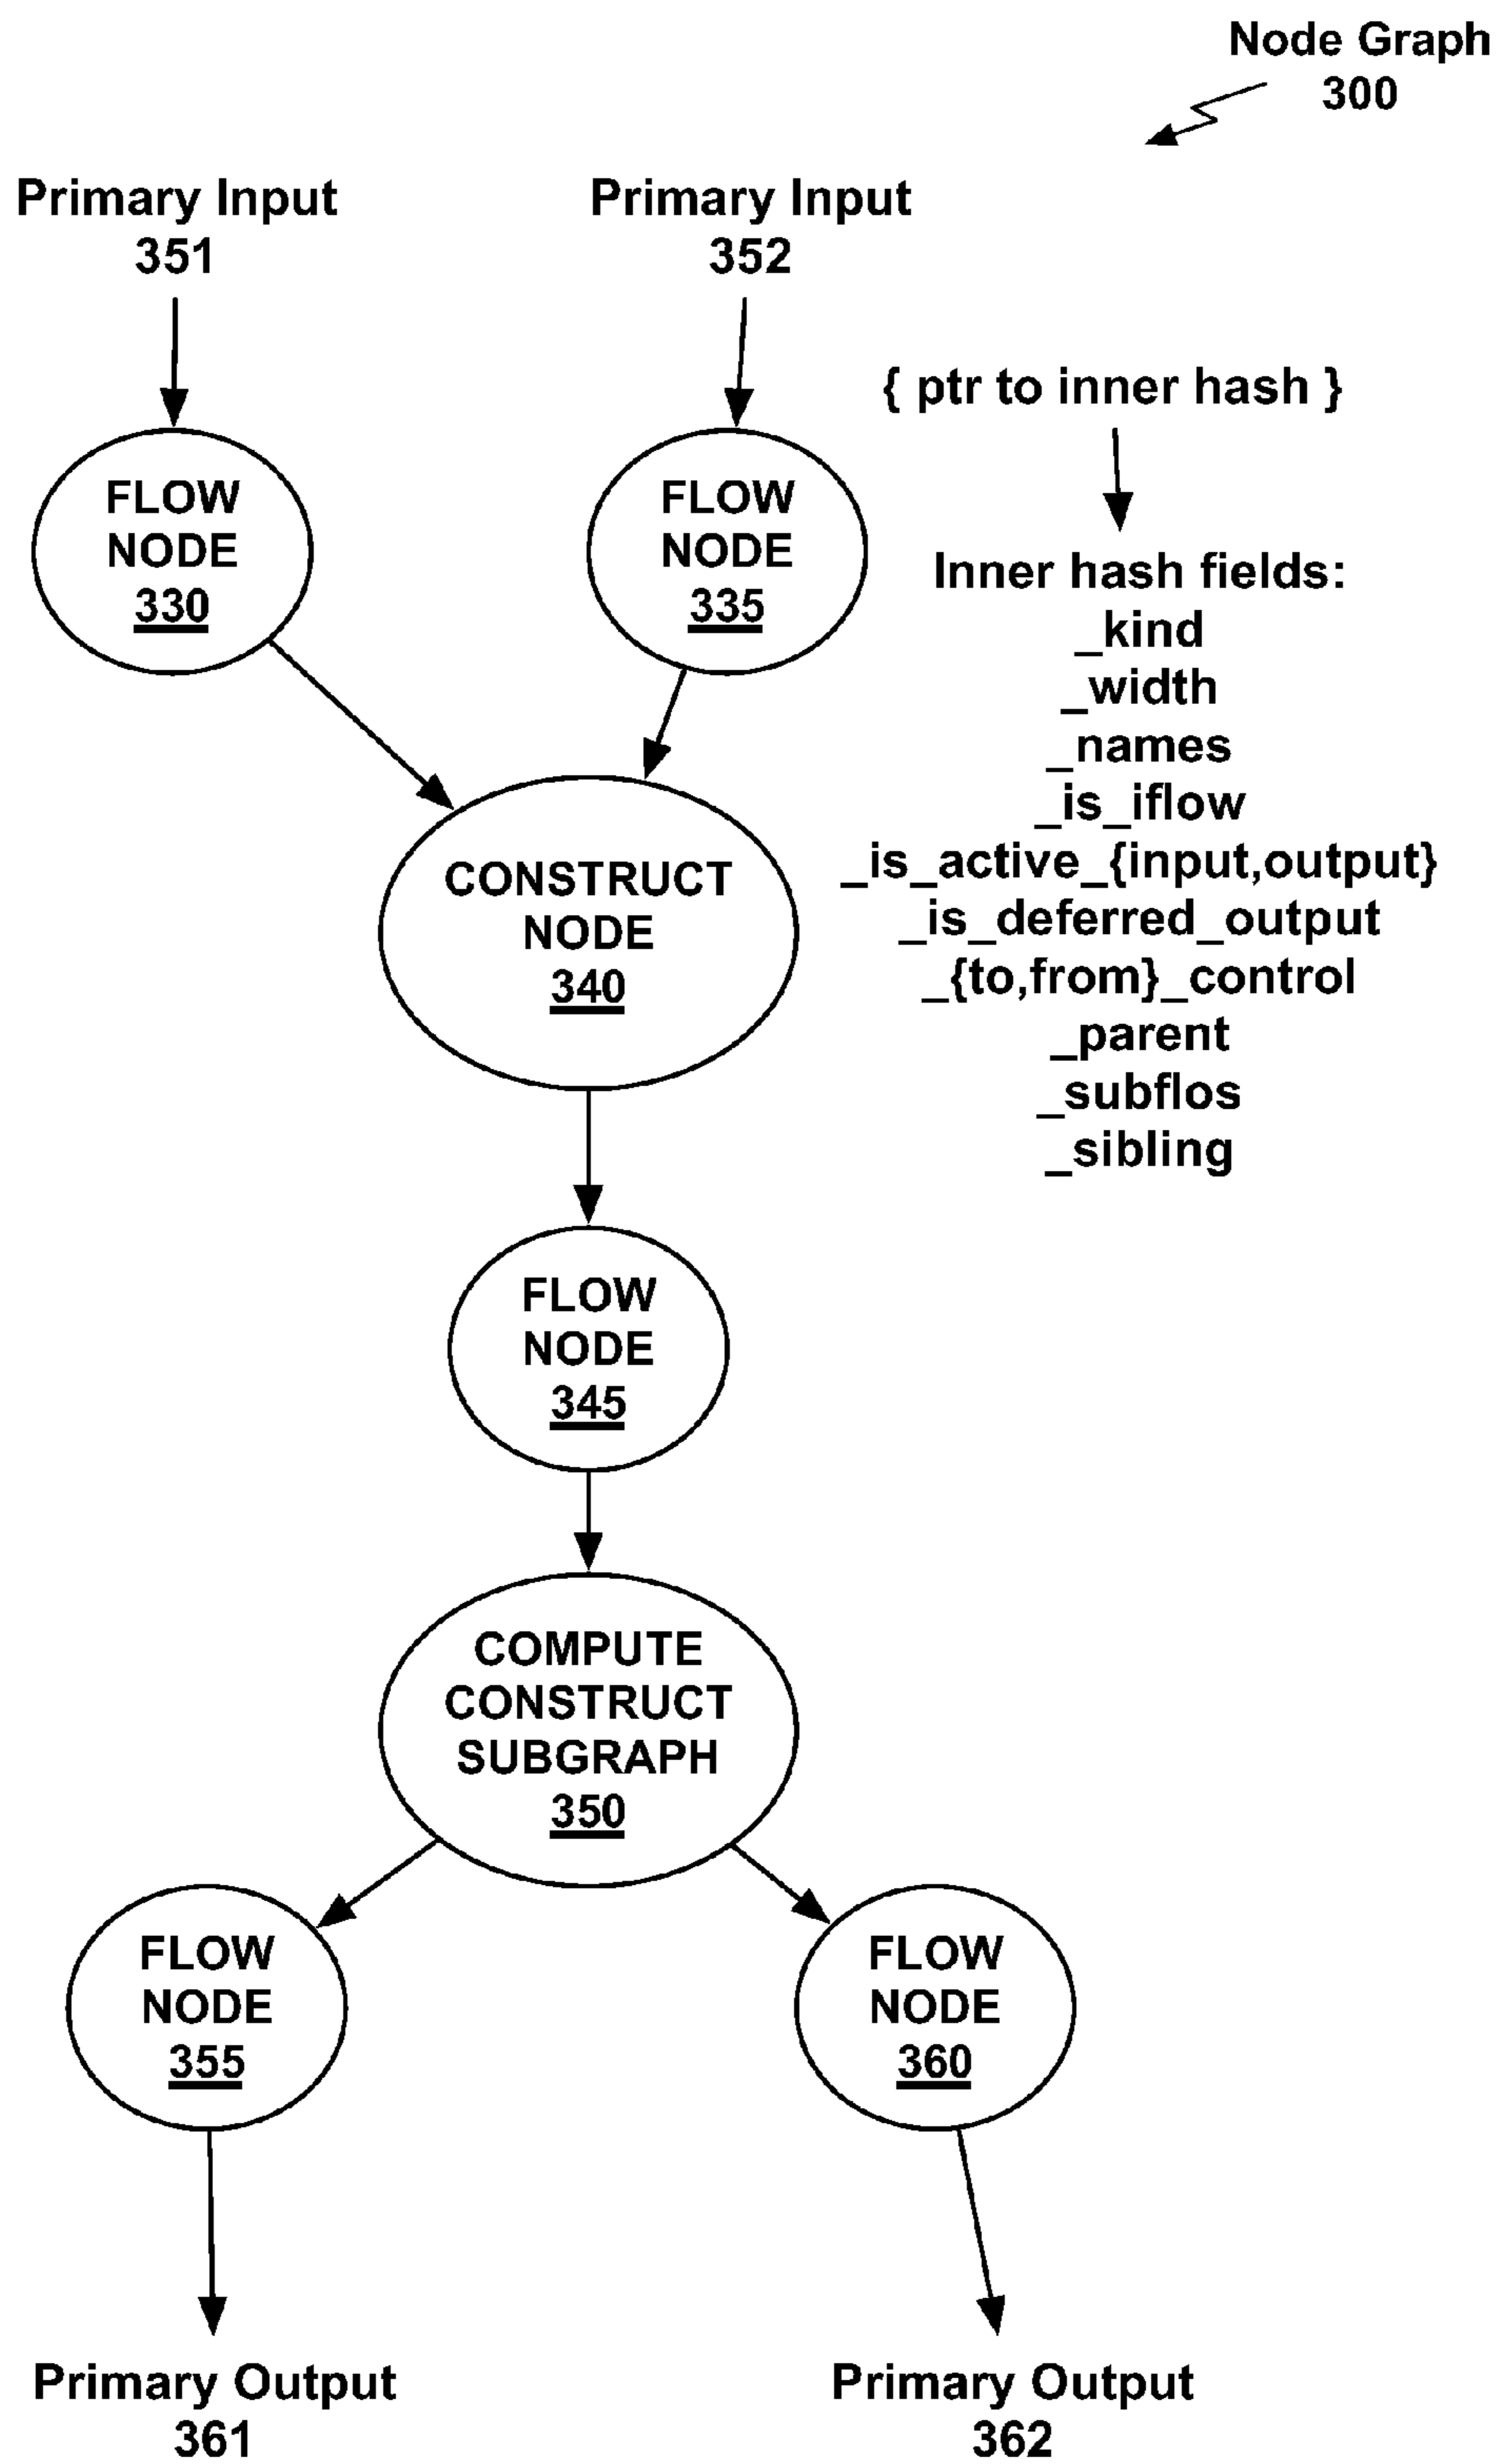 Node Graph
300
Primary Input
351
Primary Input
352
{ ptr to inner hash }
FLOW
NODE
330
FLOW
NODE
335
Inner hash fields:
_kind
_width
_names
_is_iflow
_is_active_{input,output}
_is_deferred_output
_{to,from}_control
_parent
_subflos
_sibling
CONSTRUCT
NODE
340
FLOW
NODE
345
COMPUTE
CONSTRUCT
SUBGRAPH
350
FLOW
NODE
355
FLOW
NODE
360
Primary Output
361
Primary Output
362